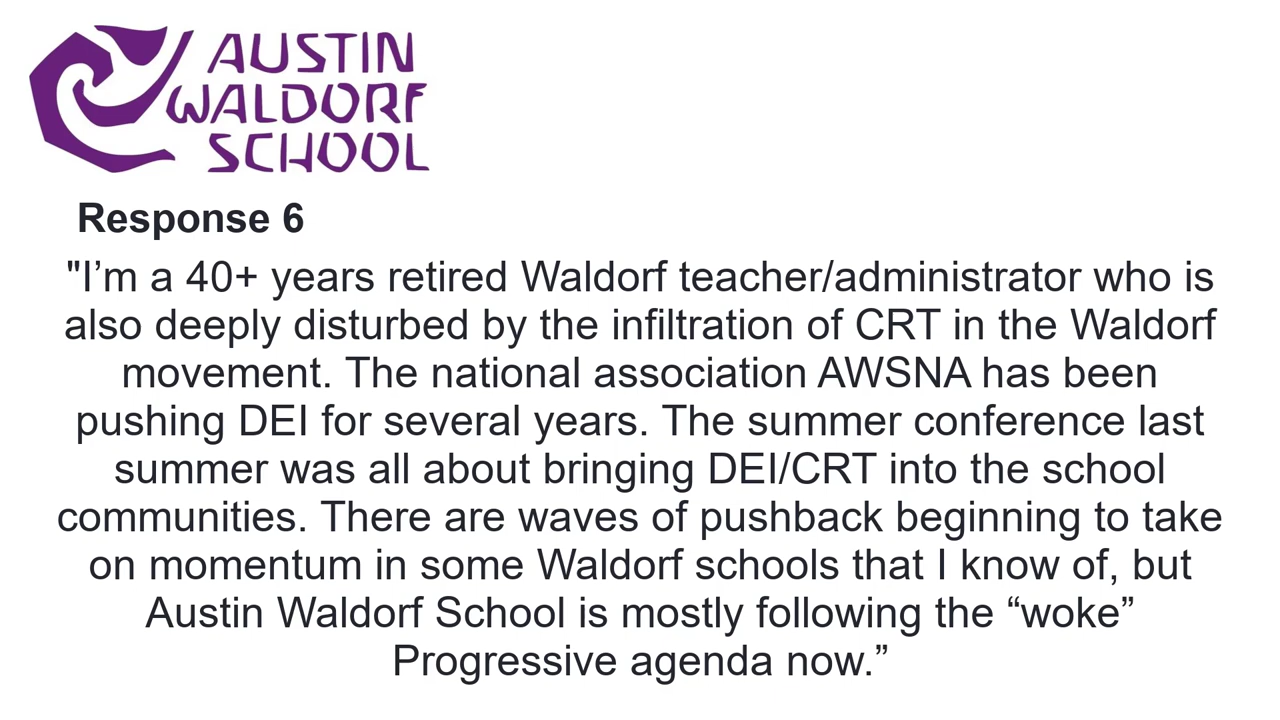 AUSTIN
WALDORF
SCHOOL
Response 6
"I’m a 40+ years retired Waldorf teacher/administrator who is
also deeply disturbed by the infiltration of CRT in the Waldorf
movement. The national association AWSNA has been
pushing DEI for several years. The summer conference last
summer was all about bringing DEI/CRT into the school
communities. There are waves of pushback beginning to take
on momentum in some Waldorf schools that I know of, but
Austin Waldorf School is mostly following the “woke”
Progressive agenda now.”